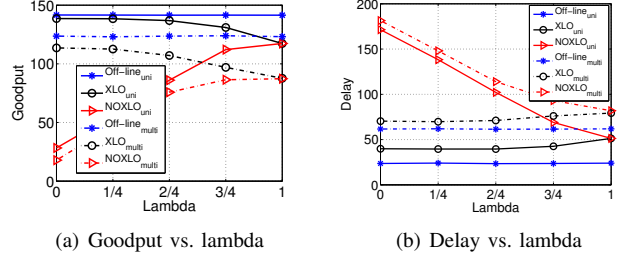 150
100
50
0
Goodput
0 1/4 2/4 3/4 1
Lambda
Off-line_uni
XLO_uni
NOXLO_uni
Off-line_multi
XLO_multi
NOXLO_multi
(a) Goodput vs. lambda
200
150
100
50
0
Delay
0 1/4 2/4 3/4 1
Lambda
Off-line_uni
XLO_uni
NOXLO_uni
Off-line_multi
XLO_multi
NOXLO_multi
(b) Delay vs. lambda